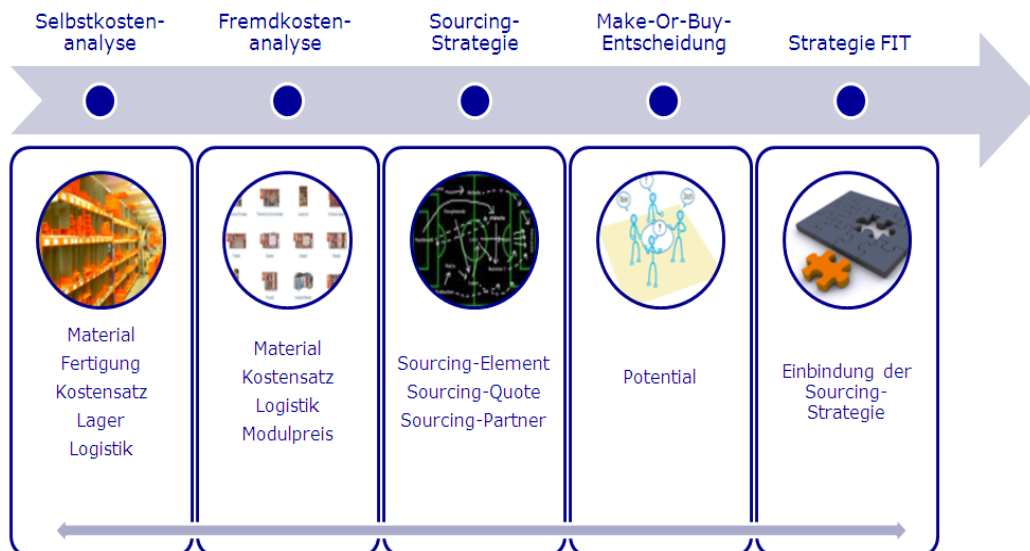 Selbstkosten-
analyse
Fremdkosten-
analyse
Sourcing-
Strategie
Make-Or-Buy-
Entscheidung
Strategie FIT
Material
Fertigung
Kostensatz
Lager
Logistik
Material
Kostensatz
Logistik
Modulpreis
Sourcing-Element
Sourcing-Quote
Sourcing-Partner
Potential
Einbindung der
Sourcing-
Strategie